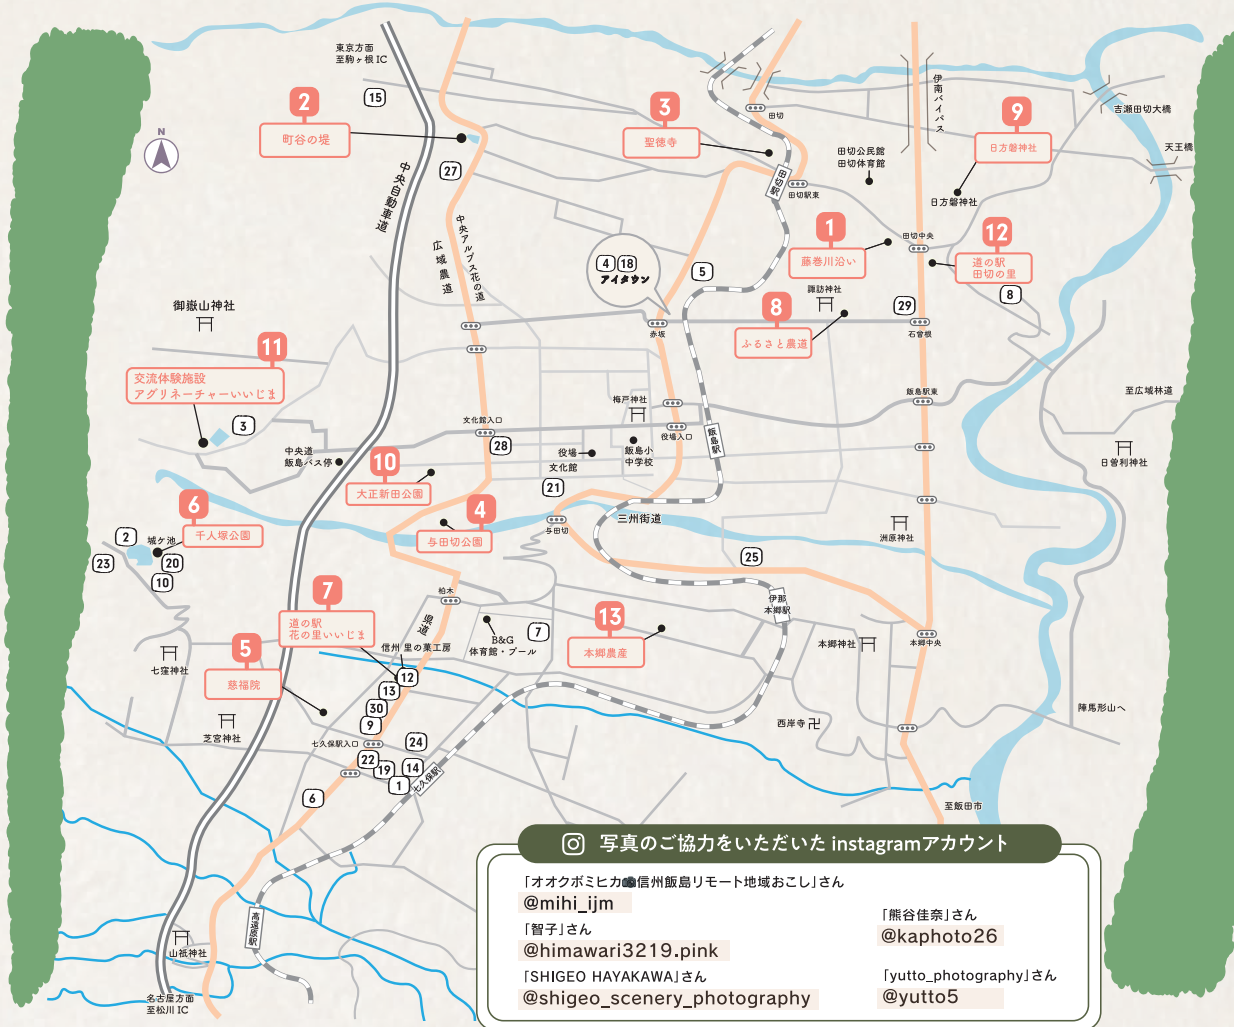 東京方面
至駒ヶ根IC
15
2
町谷の堤
N
27
中央自動車道
中央アルプス花の道
広域農道
3
聖徳寺
田切
伊南バイパス
9
日方磐神社
吉瀬田切大橋
天王橋
田切公民館
田切体育館
日方磐神社
田切駅
田切駅東
1
藤巻川沿い
田切中央
12
道の駅
田切の里
8
4
18
アイタウン
5
諏訪神社
29
石曽根
8
ふるさと農道
赤坂
御嶽山神社
11
交流体験施設
アグリネーチャーいいじま
3
梅戸神社
飯島駅東
至広域林道
文化館入口
28
役場入口
飯島駅
役場
文化館
飯島小
中学校
日曽利神社
中央道
飯島バス停
10
大正新田公園
21
6
千人塚公園
4
与田切公園
与田切
三州街道
洲原神社
2
城ケ池
20
23
10
25
7
道の駅
花の里いいじま
柏木
県道
伊那
本郷駅
B&G
体育館・プール
7
13
本郷農産
本郷神社
本郷中央
信州 里の菓工房
5
慈福院
七窪神社
12
13
30
9
芝宮神社
西岸寺
陣馬形山へ
七久保駅入口
24
22
19
14
1
七久保駅
6
至飯田市
高遠原駅
山祇神社
名古屋方面
至松川IC
写真のご協力をいただいた instagramアカウント
「オオクボミヒカ@信州飯島リモート地域おこし」さん
@mihi_ijm
「智子」さん
@himawari3219.pink
「SHIGEO HAYAKAWA」さん
@shigeo_scenery_photography
「熊谷佳奈」さん
@kaphoto26
「yutto_photography」さん
@yutto5